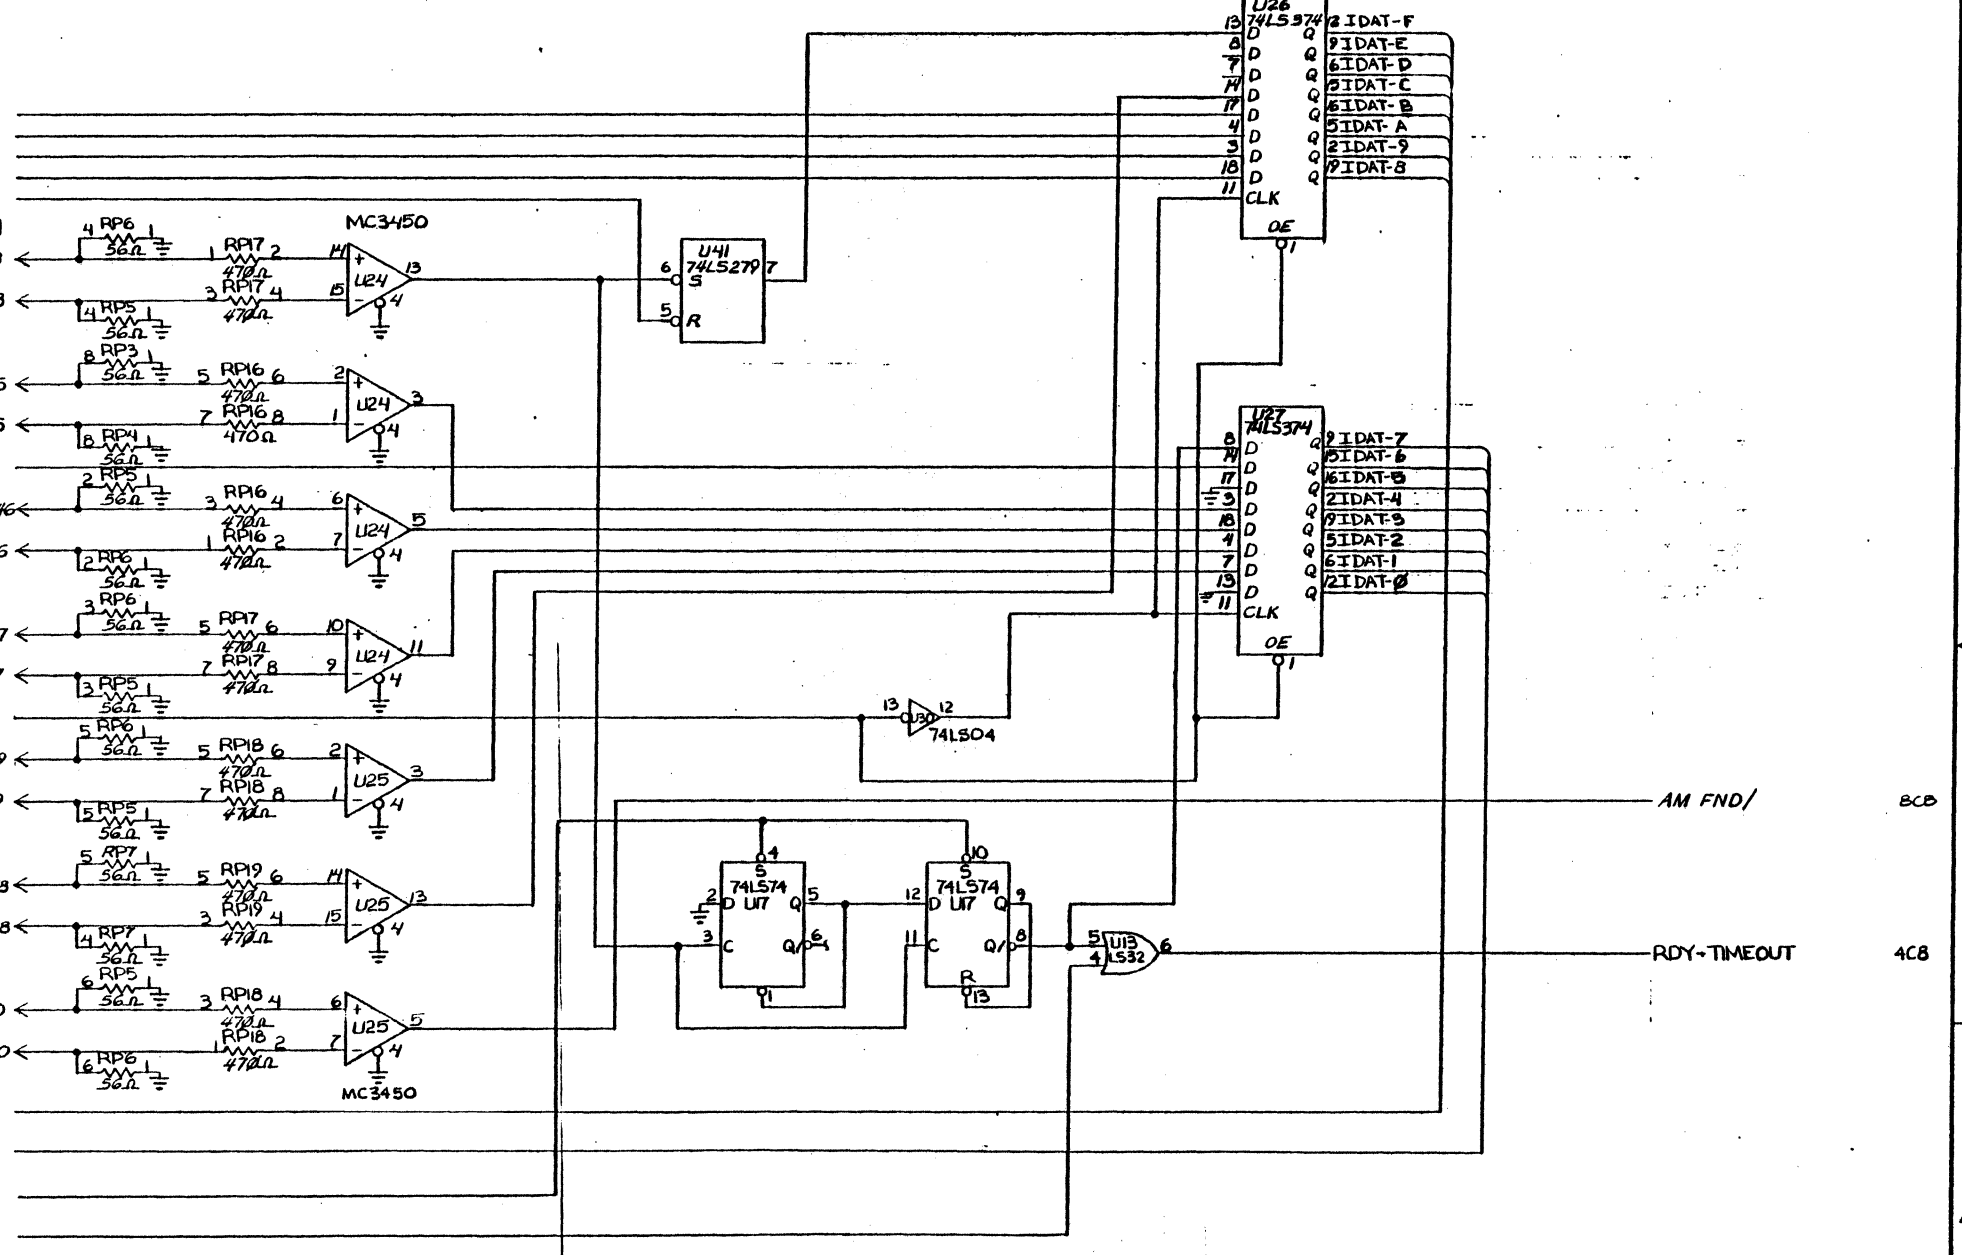 U26
13 74LS374 12 IDAT-F
D Q
8 D Q 9 IDAT-E
7 D Q 6 IDAT-D
14 D Q 15 IDAT-C
17 D Q 16 IDAT-B
4 D Q 5 IDAT-A
3 D Q 2 IDAT-9
18 D Q 19 IDAT-8
11 CLK
OE
1
MC3450
4 RP6 1
56Ω
1 RP17 2 14 +
470Ω
U24 13
3 RP17 4 15 - 4
470Ω
4 RP5 1
56Ω
6 U41 7
74LS279
S
5 R
8 RP3 1
56Ω
5 RP16 6 2 +
470Ω
U24 3
7 RP16 8 1 - 4
470Ω
8 RP4 1
56Ω
U27
74LS374
8 D Q 9 IDAT-7
14 D Q 15 IDAT-6
17 D Q 16 IDAT-5
3 D Q 2 IDAT-4
18 D Q 19 IDAT-3
4 D Q 5 IDAT-2
7 D Q 6 IDAT-1
13 D Q 12 IDAT-Ø
11 CLK
OE
1
2 RP5 1
56Ω
3 RP16 4 6 +
470Ω
U24 5
1 RP16 2 7 - 4
470Ω
2 RP6 1
56Ω
3 RP6 1
56Ω
5 RP17 6 10 +
470Ω
U24 11
7 RP17 8 9 - 4
470Ω
3 RP5 1
56Ω
13 U30 12
74LS04
5 RP6 1
56Ω
5 RP18 6 2 +
470Ω
U25 3
7 RP18 8 1 - 4
470Ω
5 RP5 1
56Ω
AM FND/ 8C8
5 RP7 1
56Ω
5 RP19 6 14 +
470Ω
U25 13
3 RP19 4 15 - 4
470Ω
4 RP7 1
56Ω
4 10
S S
74LS74 74LS74
2 D U17 Q 5 12 D U17 Q 9
3 C Q/ 6 11 C Q/ 8
1 R 13
5 U13 6
4 LS32
RDY+TIMEOUT 4C8
6 RP5 1
56Ω
3 RP18 4 6 +
470Ω
U25 5
1 RP18 2 7 - 4
470Ω
6 RP6 1
56Ω
MC3450